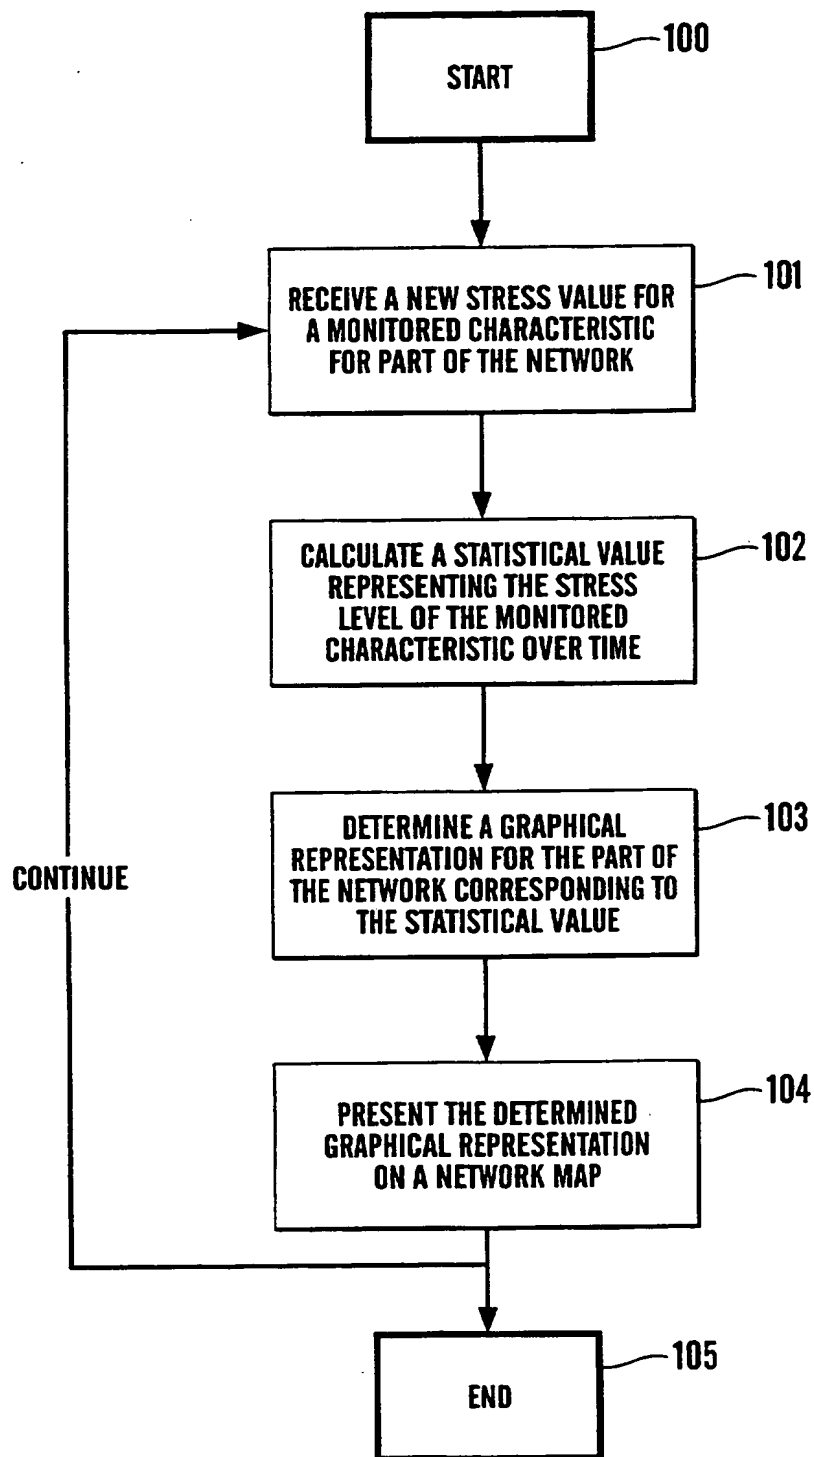 START
100
RECEIVE A NEW STRESS VALUE FOR
A MONITORED CHARACTERISTIC
FOR PART OF THE NETWORK
101
CALCULATE A STATISTICAL VALUE
REPRESENTING THE STRESS
LEVEL OF THE MONITORED
CHARACTERISTIC OVER TIME
102
DETERMINE A GRAPHICAL
REPRESENTATION FOR THE PART OF
THE NETWORK CORRESPONDING TO
THE STATISTICAL VALUE
103
CONTINUE
PRESENT THE DETERMINED
GRAPHICAL REPRESENTATION
ON A NETWORK MAP
104
END
105